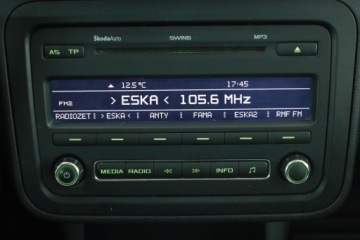 ŠkodaAuto SWING MP3
AS TP
12.5°C 17:45
FM2 > ESKA < 105.6 MHz
RADIOZET > ESKA < ANTY FAMA ESKA2 RMF FM
MEDIA RADIO INFO